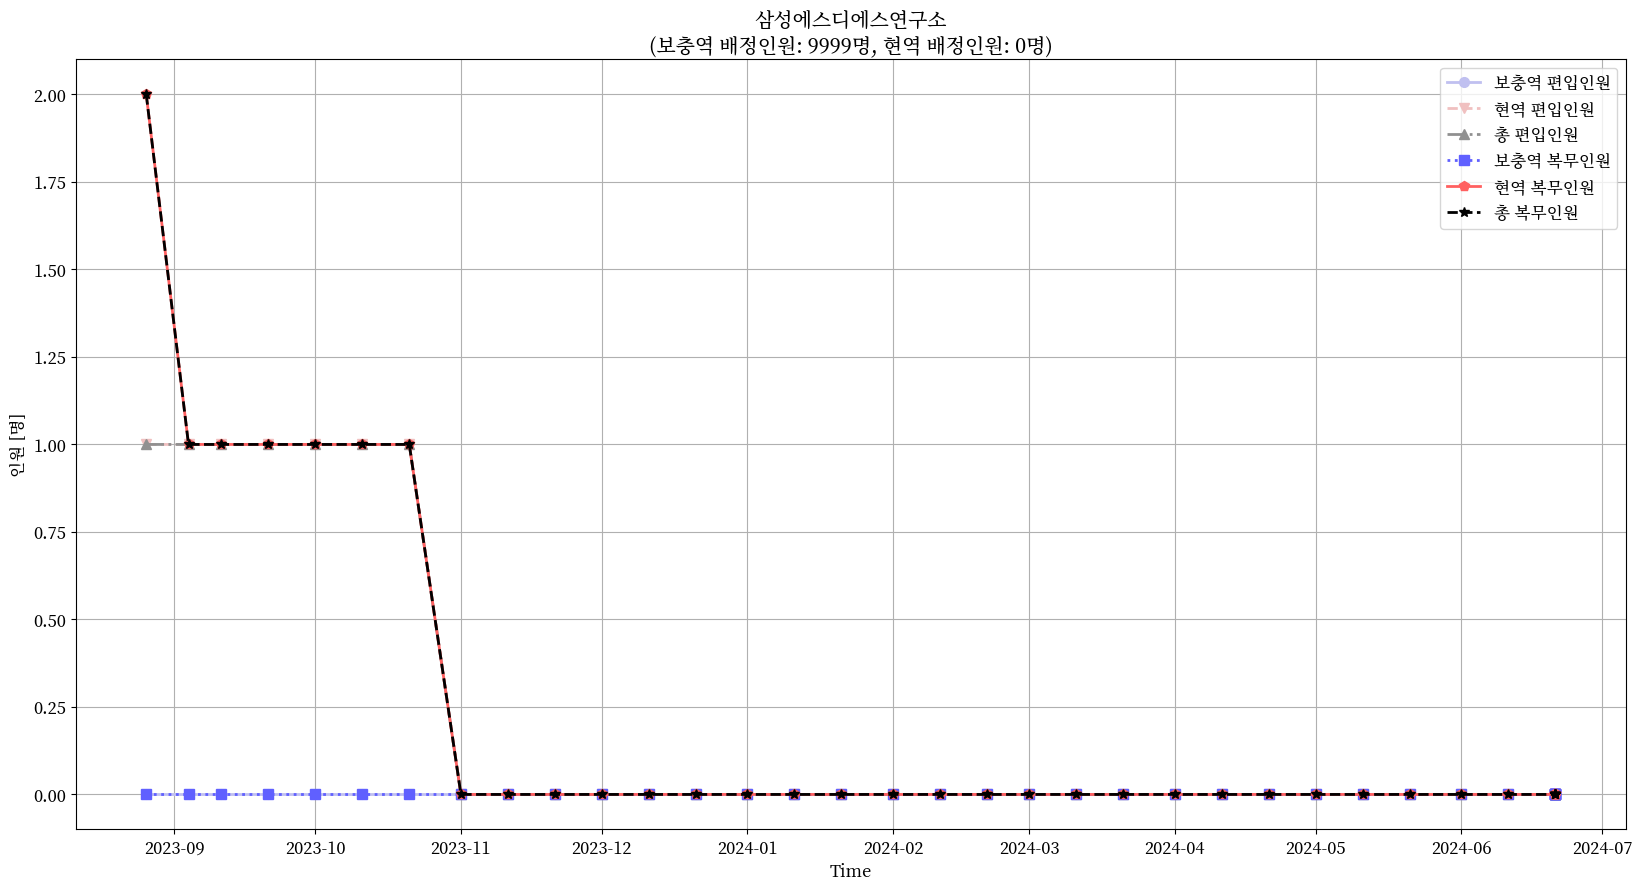 삼성에스디에스연구소
(보충역 배정인원: 9999명, 현역 배정인원: 0명)
보충역 편입인원
현역 편입인원
총 편입인원
보충역 복무인원
현역 복무인원
총 복무인원
인원 [명]
2.00
1.75
1.50
1.25
1.00
0.75
0.50
0.25
0.00
2023-09
2023-10
2023-11
2023-12
2024-01
2024-02
2024-03
2024-04
2024-05
2024-06
2024-07
Time